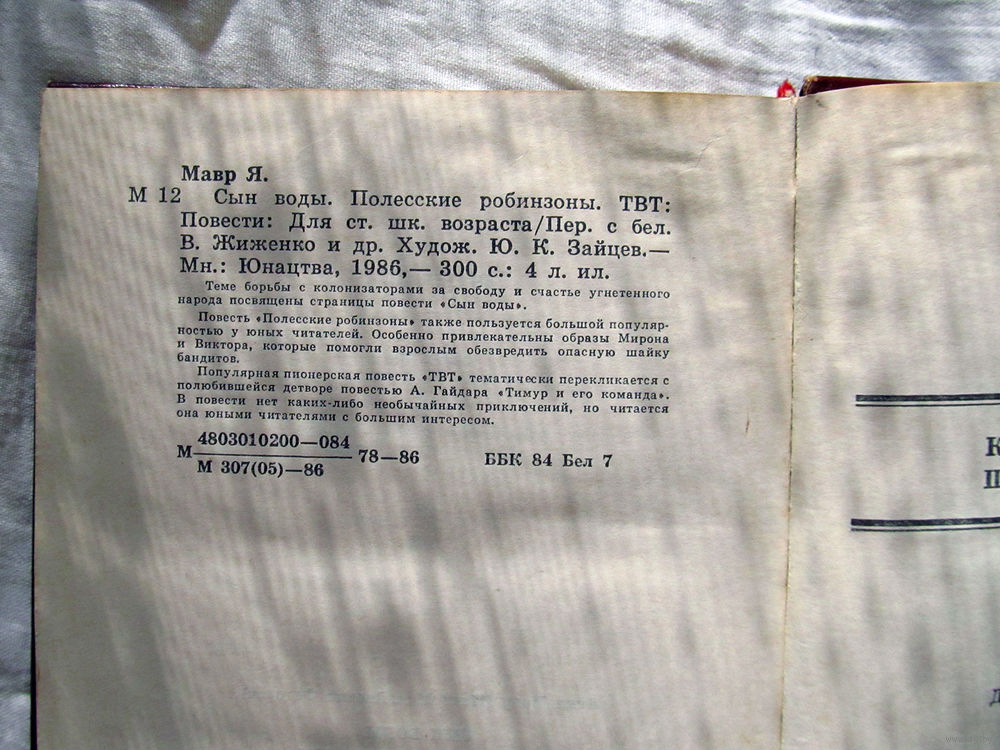 Мавр Я.
М 12 Сын воды. Полесские робинзоны. ТВТ:
Повести: Для ст. шк. возраста/Пер. с бел.
В. Жиженко и др. Худож. Ю. К. Зайцев.—
Мн.: Юнацтва, 1986,— 300 с.: 4 л. ил.
Теме борьбы с колонизаторами за свободу и счастье угнетенного
народа посвящены страницы повести «Сын воды».
Повесть «Полесские робинзоны» также пользуется большой популяр-
ностью у юных читателей. Особенно привлекательны образы Мирона
и Виктора, которые помогли взрослым обезвредить опасную шайку
бандитов.
Популярная пионерская повесть «ТВТ» тематически перекликается с
полюбившейся детворе повестью А. Гайдара «Тимур и его команда».
В повести нет каких-либо необычайных приключений, но читается
она юными читателями с большим интересом.
4803010200—084
М 78—86 ББК 84 Бел 7
М 307(05)—86